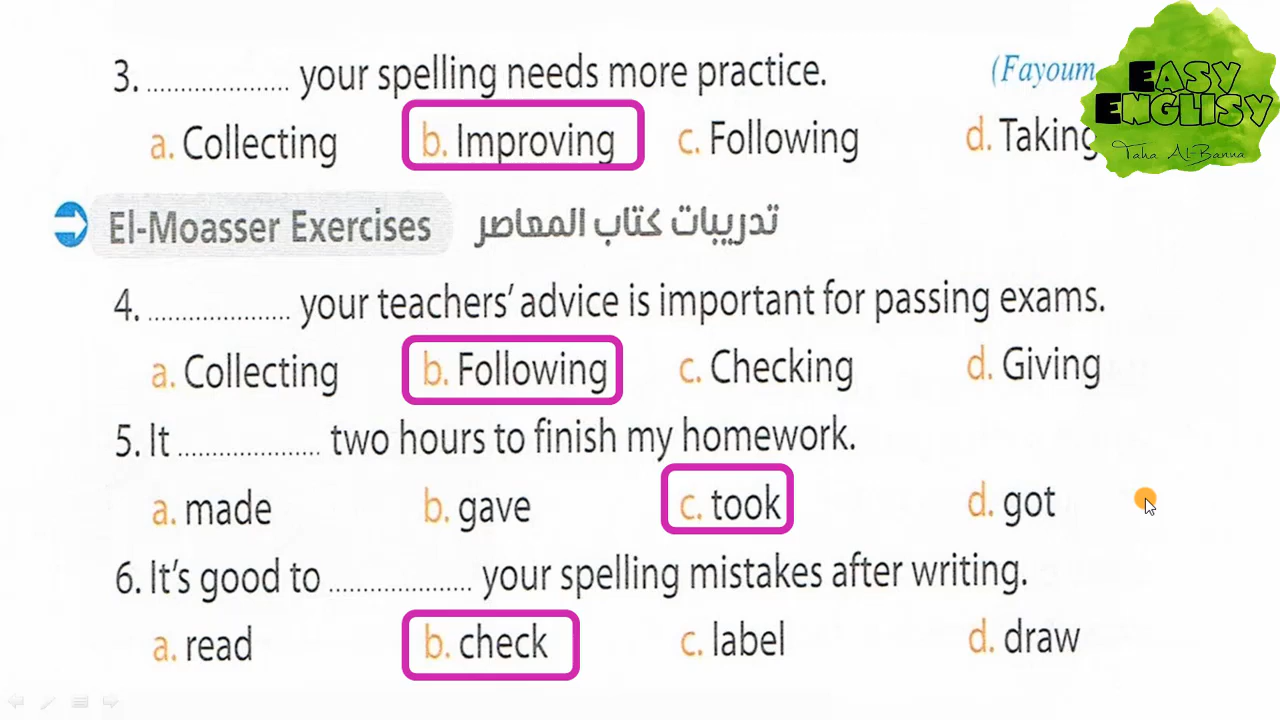 3. .................... your spelling needs more practice. (Fayoum
a. Collecting b. Improving c. Following d. Taking
EASY ENGLISY
Taha Al-Banna
El-Moasser Exercises تدريبات كتاب المعاصر
4. .................... your teachers' advice is important for passing exams.
a. Collecting b. Following c. Checking d. Giving
5. It .................... two hours to finish my homework.
a. made b. gave c. took d. got
6. It's good to .................... your spelling mistakes after writing.
a. read b. check c. label d. draw